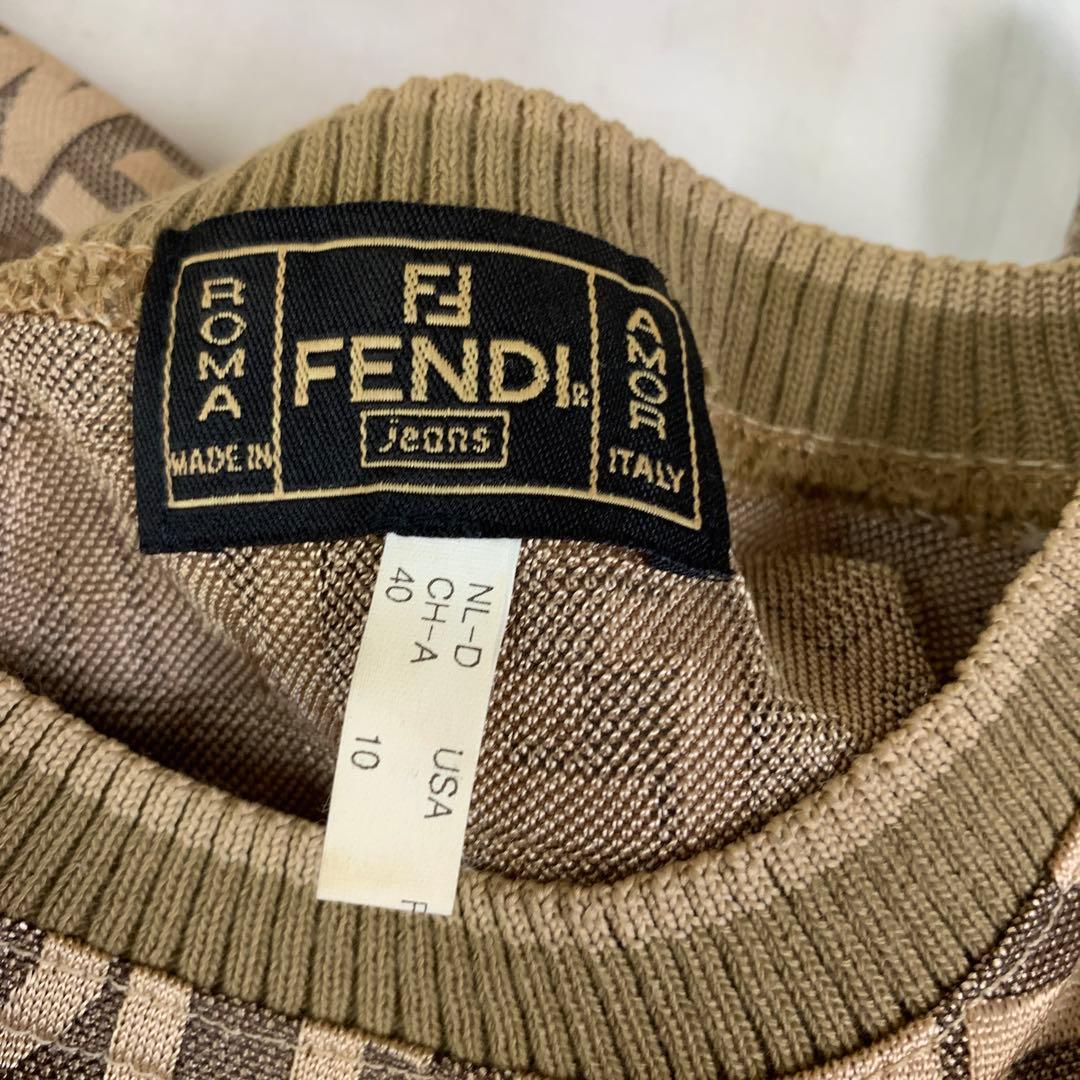 ROMA
MADE IN
FF
FENDI R
jeans
AMOR
ITALY
NL-D
CH-A
40
USA
10
F